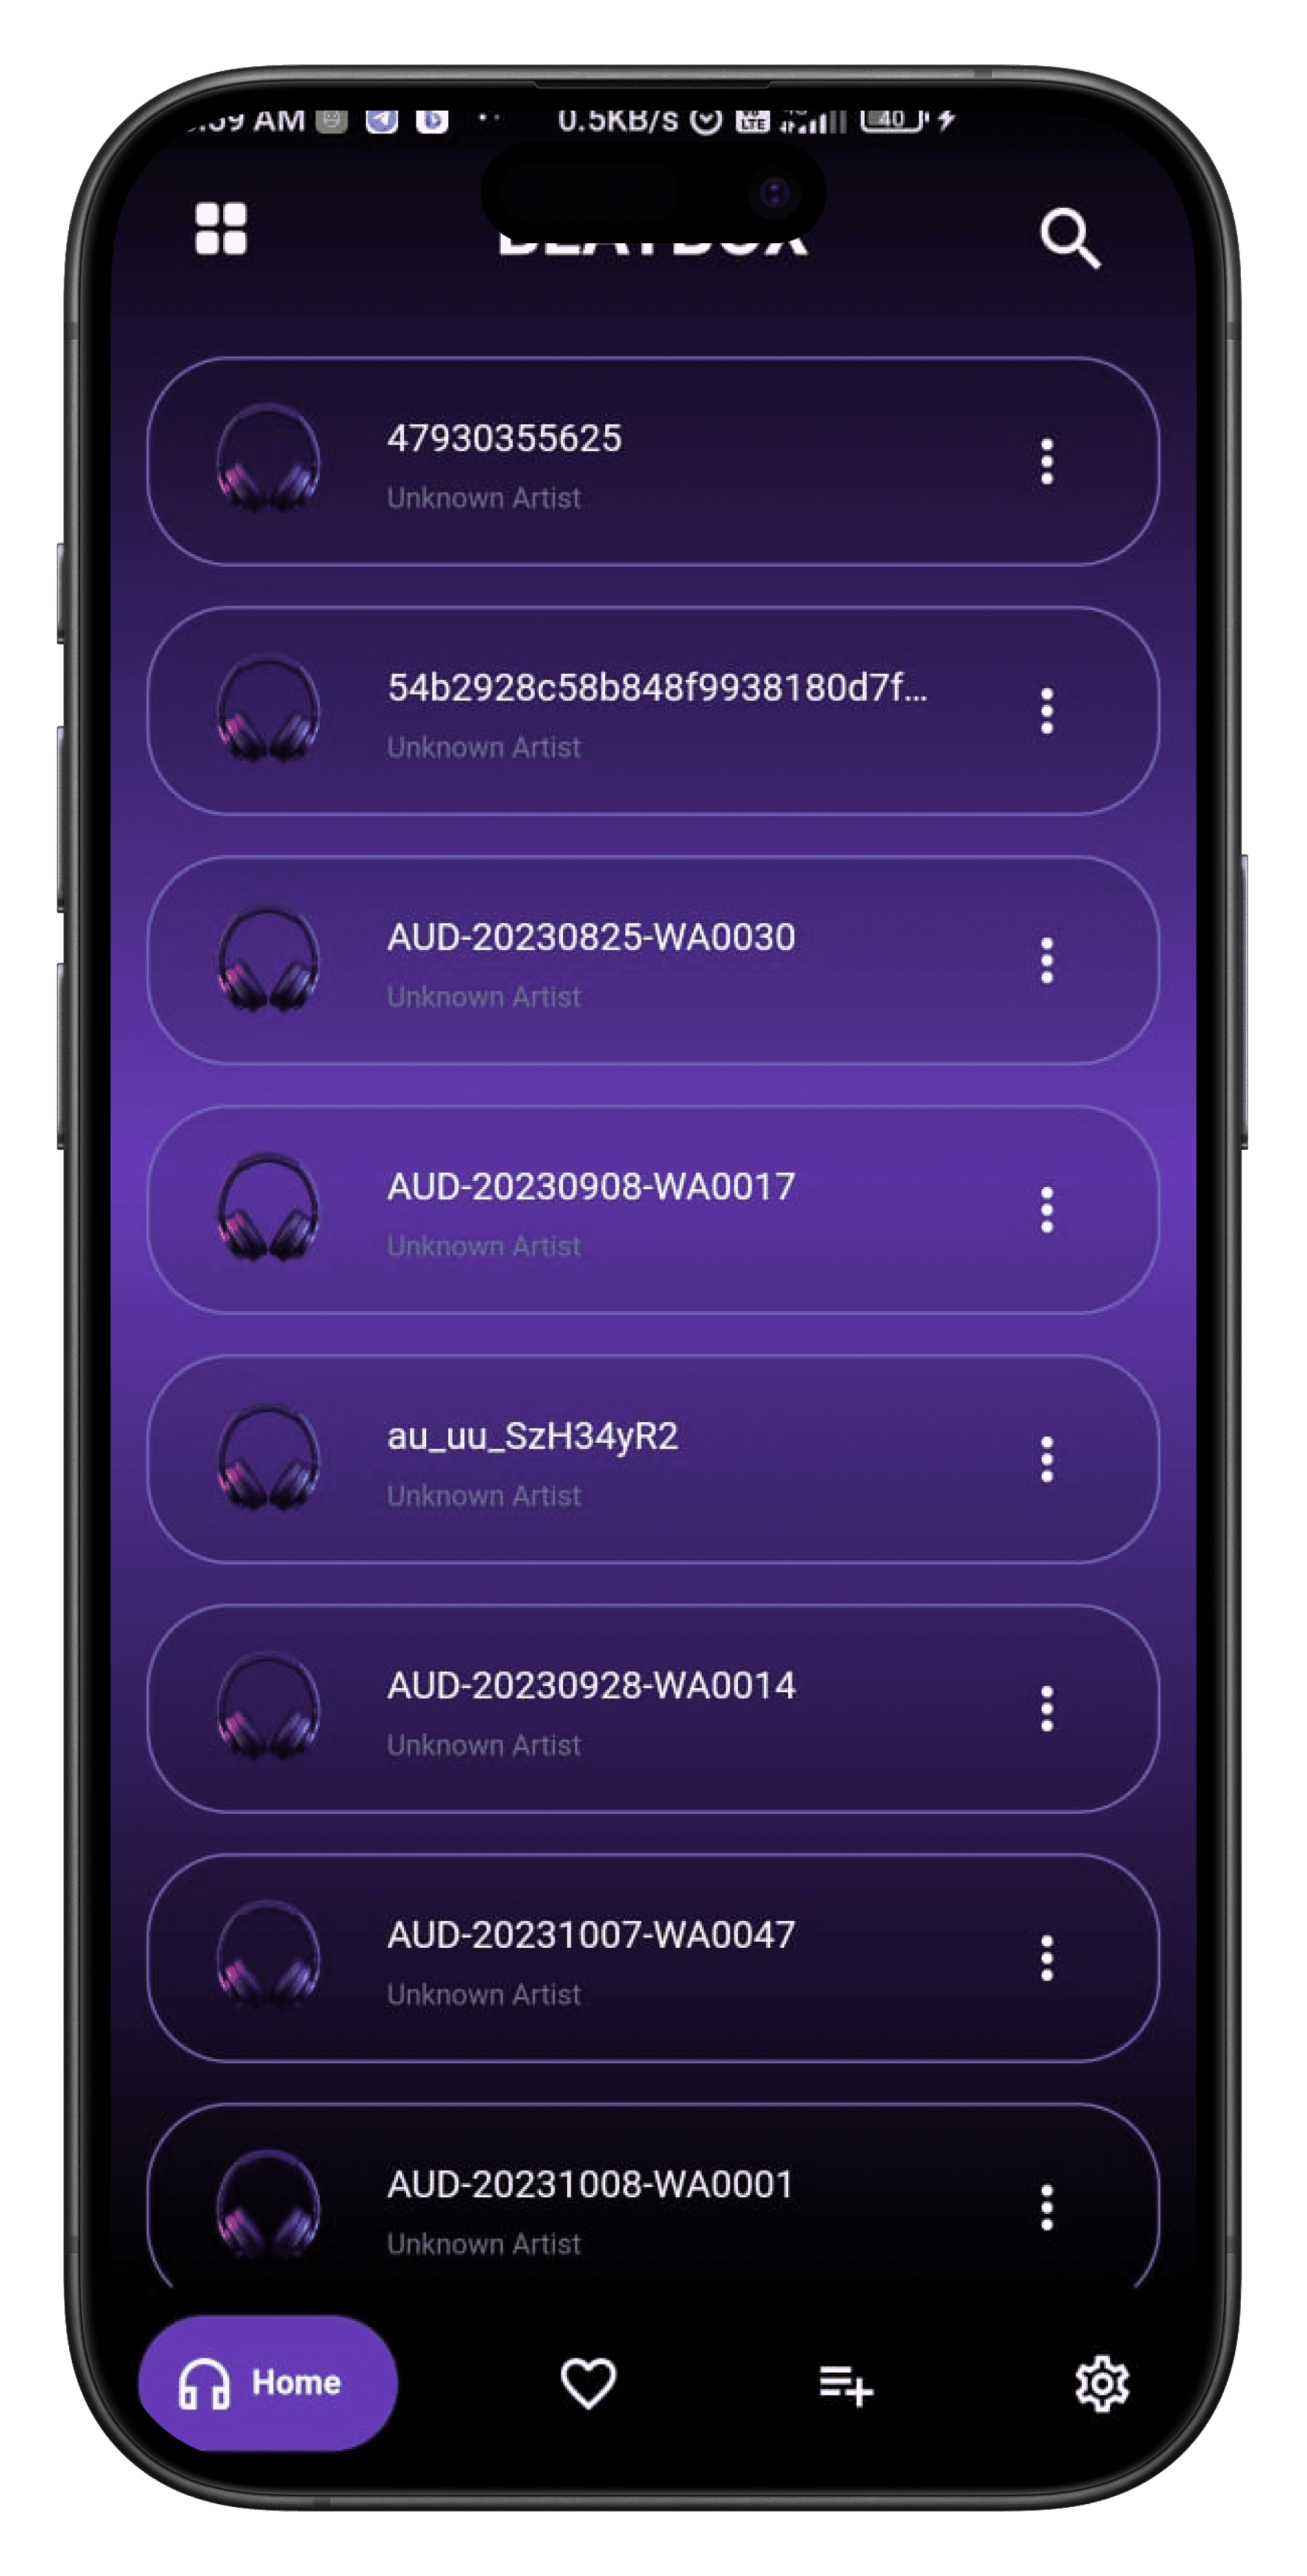 AM 0.5KB/s LTE 40
BEATBOX
47930355625
Unknown Artist
54b2928c58b848f9938180d7f...
Unknown Artist
AUD-20230825-WA0030
Unknown Artist
AUD-20230908-WA0017
Unknown Artist
au_uu_SzH34yR2
Unknown Artist
AUD-20230928-WA0014
Unknown Artist
AUD-20231007-WA0047
Unknown Artist
AUD-20231008-WA0001
Unknown Artist
Home